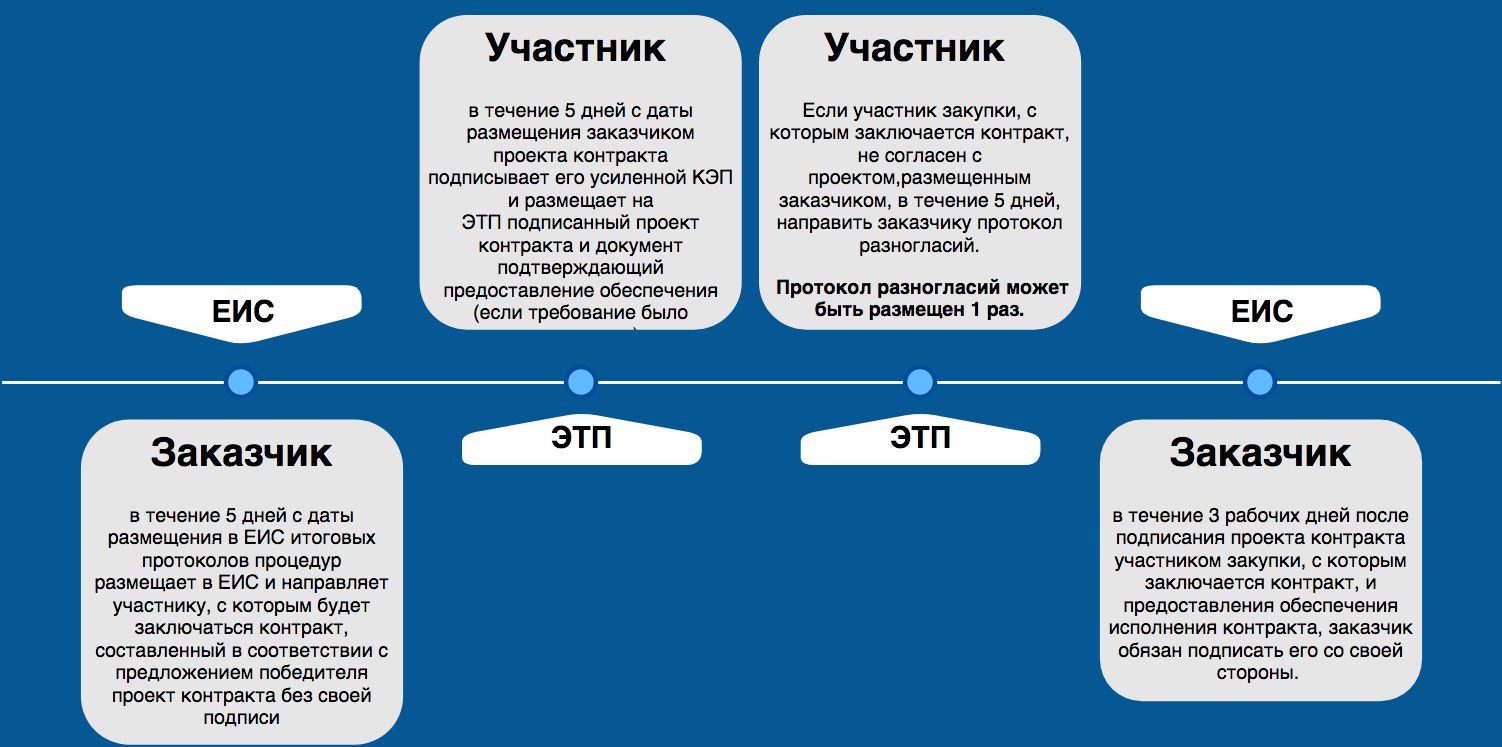 Участник
в течение 5 дней с даты
размещения заказчиком
проекта контракта
подписывает его усиленной КЭП
и размещает на
ЭТП подписанный проект
контракта и документ
подтверждающий
предоставление обеспечения
(если требование было
Участник
Если участник закупки, с
которым заключается контракт,
не согласен с
проектом,размещенным
заказчиком, в течение 5 дней,
направить заказчику протокол
разногласий.
Протокол разногласий может
быть размещен 1 раз.
ЕИС
ЕИС
ЭТП
ЭТП
Заказчик
в течение 5 дней с даты
размещения в ЕИС итоговых
протоколов процедур
размещает в ЕИС и направляет
участнику, с которым будет
заключаться контракт,
составленный в соответствии с
предложением победителя
проект контракта без своей
подписи
Заказчик
в течение 3 рабочих дней после
подписания проекта контракта
участником закупки, с которым
заключается контракт, и
предоставления обеспечения
исполнения контракта, заказчик
обязан подписать его со своей
стороны.